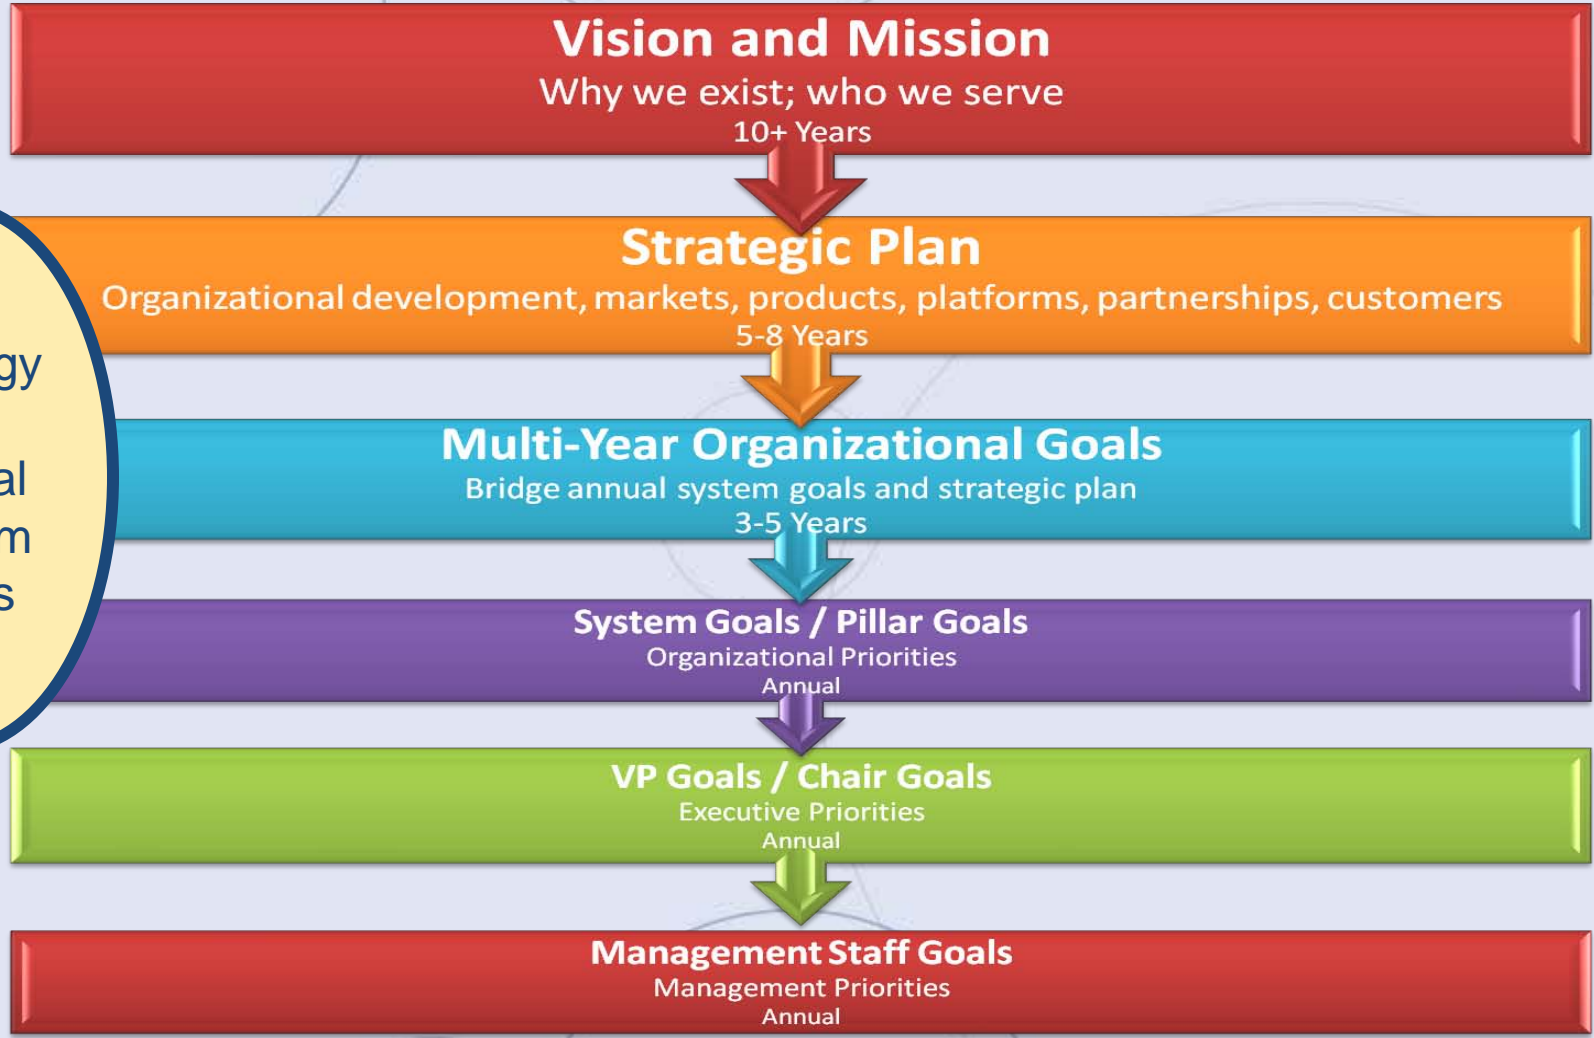 Vision and Mission
Why we exist; who we serve
10+ Years
Strategic Plan
Organizational development, markets, products, platforms, partnerships, customers
5-8 Years
Multi-Year Organizational Goals
Bridge annual system goals and strategic plan
3-5 Years
System Goals / Pillar Goals
Organizational Priorities
Annual
VP Goals / Chair Goals
Executive Priorities
Annual
Management Staff Goals
Management Priorities
Annual